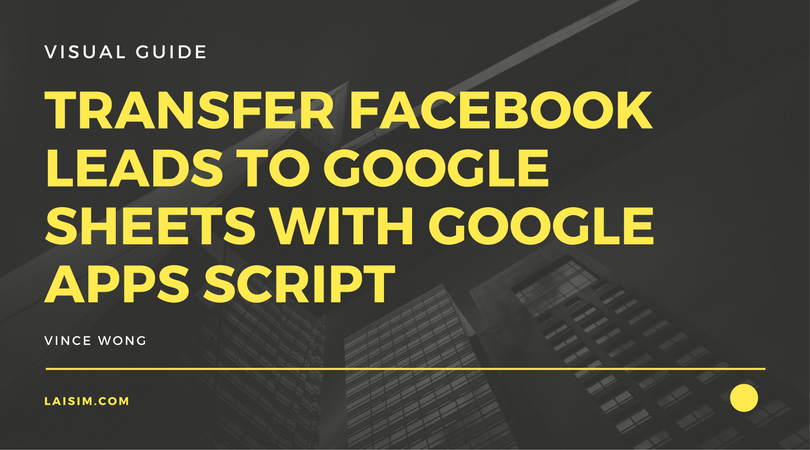 VISUAL GUIDE
TRANSFER FACEBOOK
LEADS TO GOOGLE
SHEETS WITH GOOGLE
APPS SCRIPT
VINCE WONG
LAISIM.COM